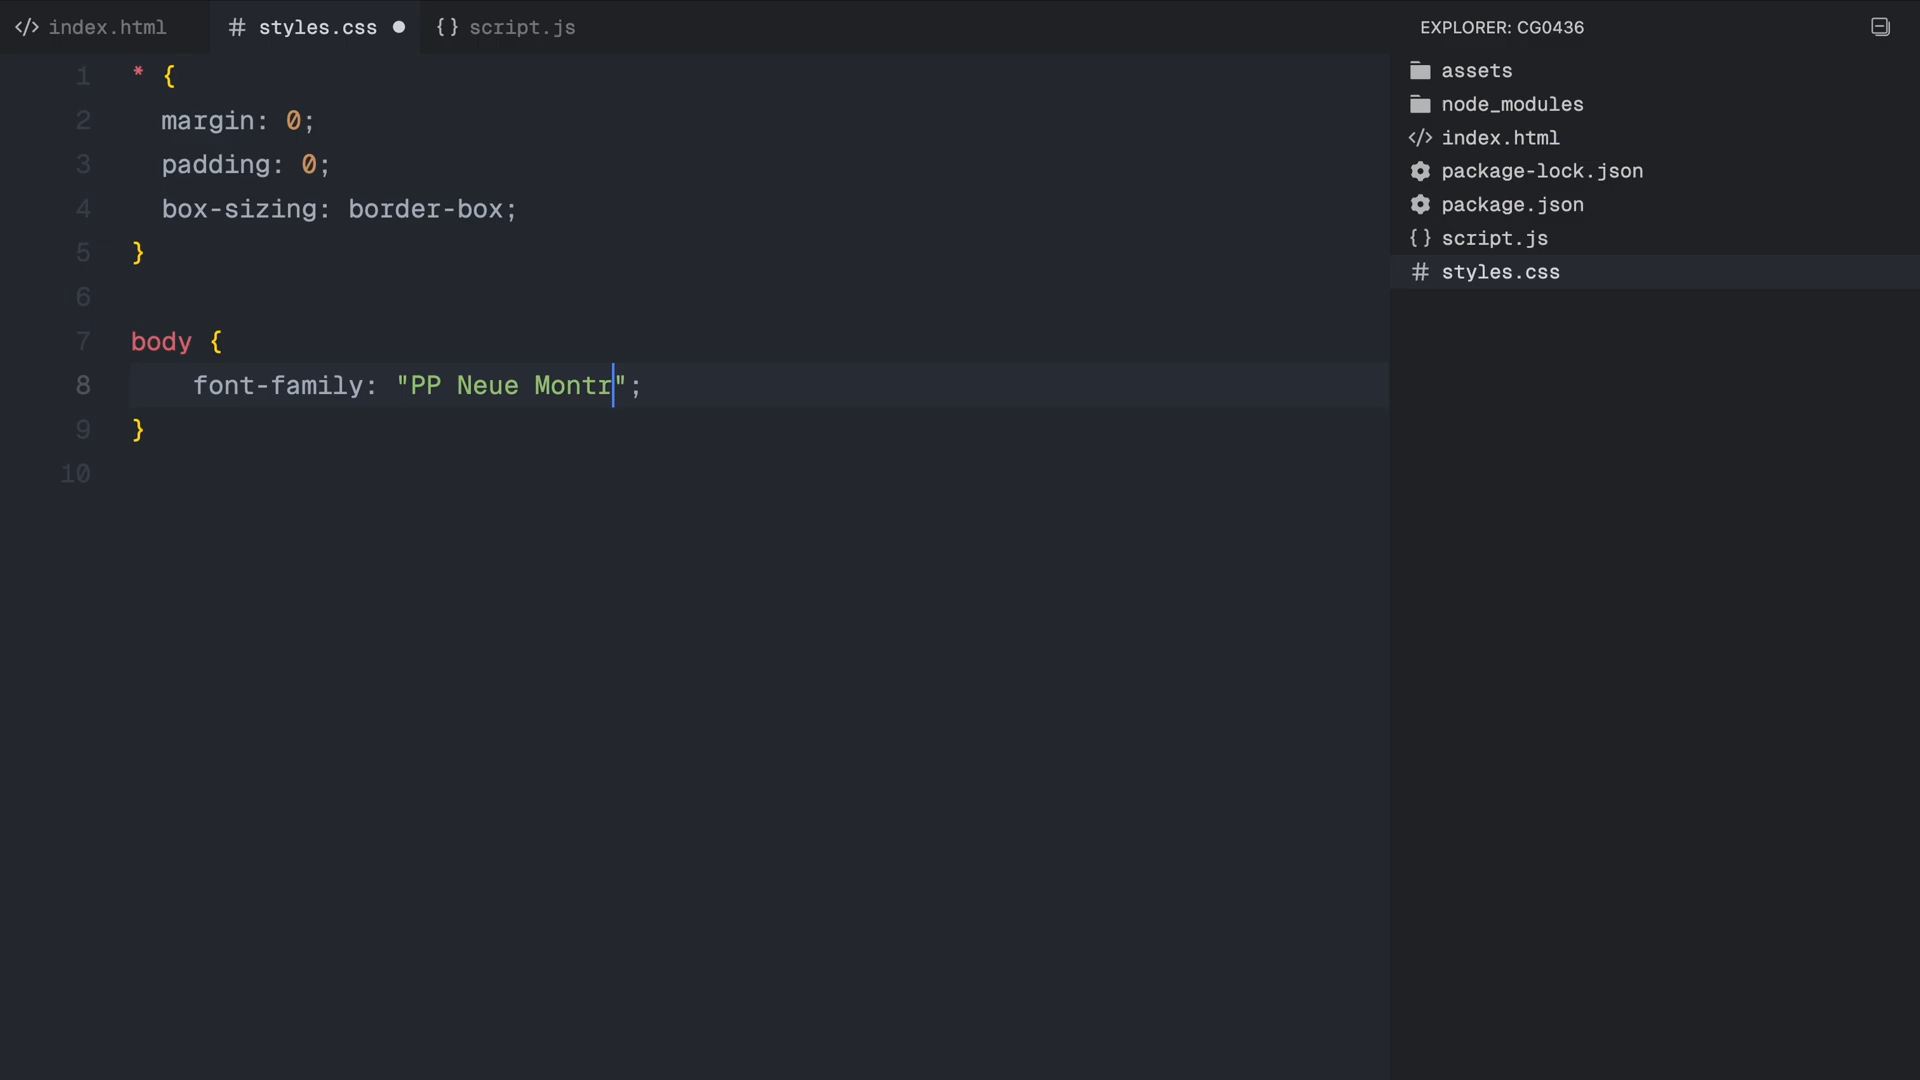 </> index.html # styles.css { } script.js
1 * {
2 margin: 0;
3 padding: 0;
4 box-sizing: border-box;
5 }
6
7 body {
8 font-family: "PP Neue Montr";
9 }
10
EXPLORER: CG0436
assets
node_modules
</> index.html
package-lock.json
package.json
{ } script.js
# styles.css